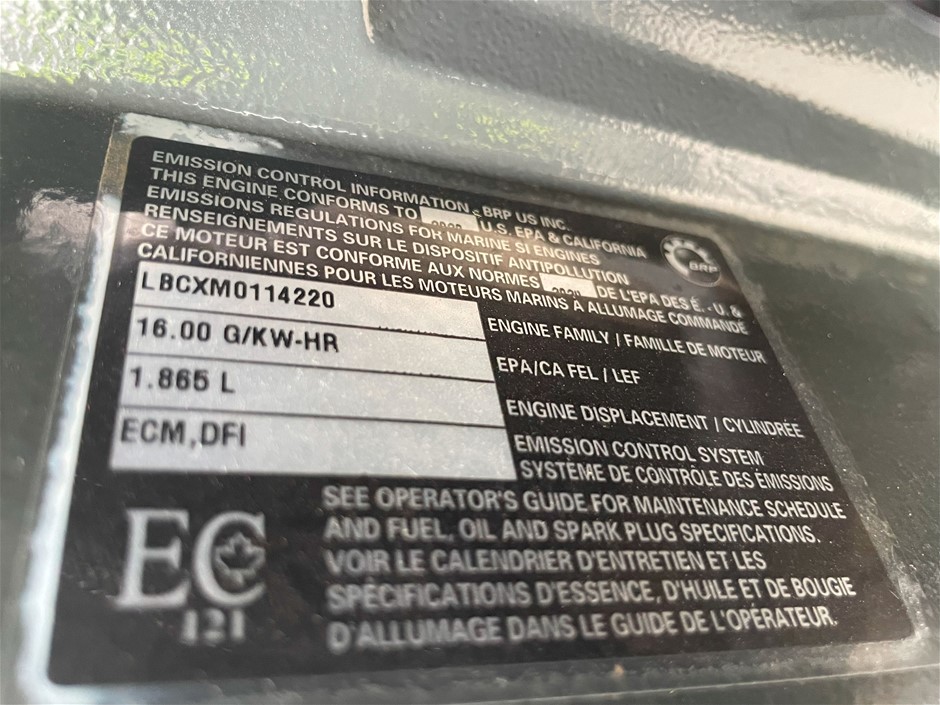 EMISSION CONTROL INFORMATION - BRP US INC.
THIS ENGINE CONFORMS TO U.S. EPA & CALIFORNIA
EMISSIONS REGULATIONS FOR MARINE SI ENGINES
RENSEIGNEMENTS SUR LE DISPOSITIF ANTIPOLLUTION
CE MOTEUR EST CONFORME AUX NORMES DE L'EPA DES É.-U. &
CALIFORNIENNES POUR LES MOTEURS MARINS À ALLUMAGE COMMANDÉ
BRP
LBCXM0114220 ENGINE FAMILY / FAMILLE DE MOTEUR
16.00 G/KW-HR EPA/CA FEL / LEF
1.865 L ENGINE DISPLACEMENT / CYLINDRÉE
ECM,DFI EMISSION CONTROL SYSTEM
SYSTÈME DE CONTRÔLE DES ÉMISSIONS
SEE OPERATOR'S GUIDE FOR MAINTENANCE SCHEDULE
AND FUEL, OIL AND SPARK PLUG SPECIFICATIONS.
VOIR LE CALENDRIER D'ENTRETIEN ET LES
SPÉCIFICATIONS D'ESSENCE, D'HUILE ET DE BOUGIE
D'ALLUMAGE DANS LE GUIDE DE L'OPÉRATEUR.
EC
121